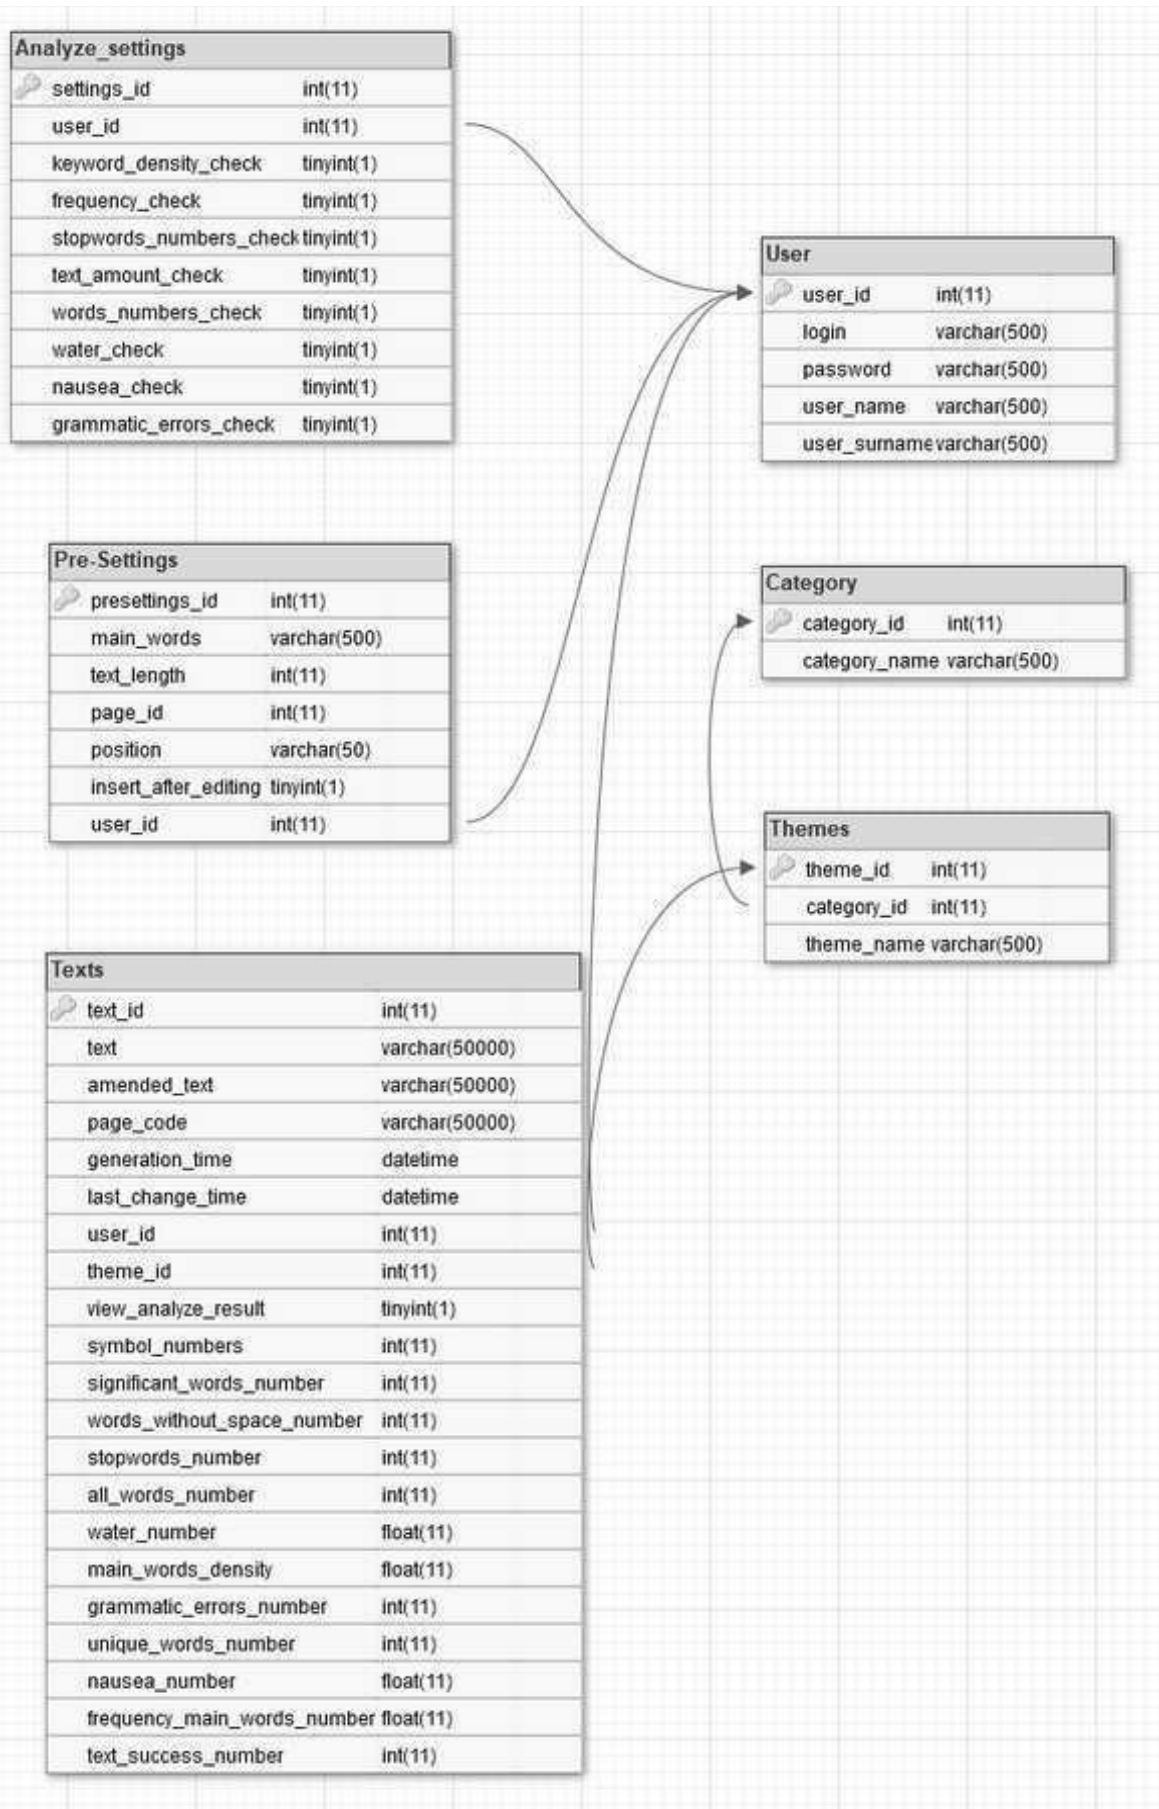 Analyze_settings
settings_id int(11)
user_id int(11)
keyword_density_check tinyint(1)
frequency_check tinyint(1)
stopwords_numbers_check tinyint(1)
text_amount_check tinyint(1)
words_numbers_check tinyint(1)
water_check tinyint(1)
nausea_check tinyint(1)
grammatic_errors_check tinyint(1)
User
user_id int(11)
login varchar(500)
password varchar(500)
user_name varchar(500)
user_surname varchar(500)
Pre-Settings
presettings_id int(11)
main_words varchar(500)
text_length int(11)
page_id int(11)
position varchar(50)
insert_after_editing tinyint(1)
user_id int(11)
Category
category_id int(11)
category_name varchar(500)
Themes
theme_id int(11)
category_id int(11)
theme_name varchar(500)
Texts
text_id int(11)
text varchar(50000)
amended_text varchar(50000)
page_code varchar(50000)
generation_time datetime
last_change_time datetime
user_id int(11)
theme_id int(11)
view_analyze_result tinyint(1)
symbol_numbers int(11)
significant_words_number int(11)
words_without_space_number int(11)
stopwords_number int(11)
all_words_number int(11)
water_number float(11)
main_words_density float(11)
grammatic_errors_number int(11)
unique_words_number int(11)
nausea_number float(11)
frequency_main_words_number float(11)
text_success_number int(11)